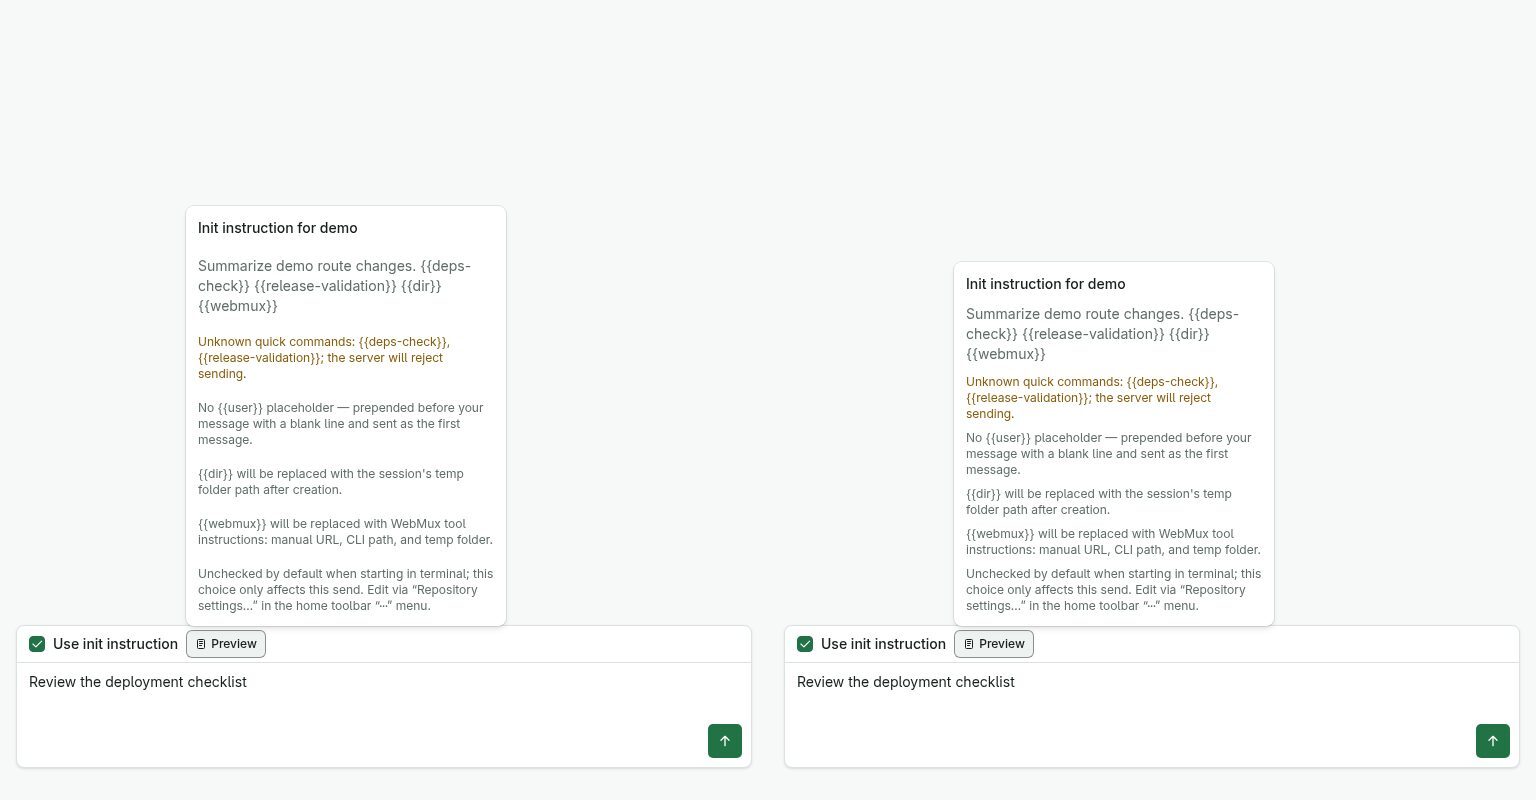 Init instruction for demo
Summarize demo route changes. {{deps-
check}} {{release-validation}} {{dir}}
{{webmux}}
Unknown quick commands: {{deps-check}},
{{release-validation}}; the server will reject
sending.
No {{user}} placeholder — prepended before your
message with a blank line and sent as the first
message.
{{dir}} will be replaced with the session's temp
folder path after creation.
{{webmux}} will be replaced with WebMux tool
instructions: manual URL, CLI path, and temp folder.
Unchecked by default when starting in terminal; this
choice only affects this send. Edit via “Repository
settings…” in the home toolbar “⋯” menu.
Use init instruction Preview
Review the deployment checklist
Init instruction for demo
Summarize demo route changes. {{deps-
check}} {{release-validation}} {{dir}}
{{webmux}}
Unknown quick commands: {{deps-check}},
{{release-validation}}; the server will reject
sending.
No {{user}} placeholder — prepended before your
message with a blank line and sent as the first
message.
{{dir}} will be replaced with the session's temp
folder path after creation.
{{webmux}} will be replaced with WebMux tool
instructions: manual URL, CLI path, and temp folder.
Unchecked by default when starting in terminal; this
choice only affects this send. Edit via “Repository
settings…” in the home toolbar “⋯” menu.
Use init instruction Preview
Review the deployment checklist